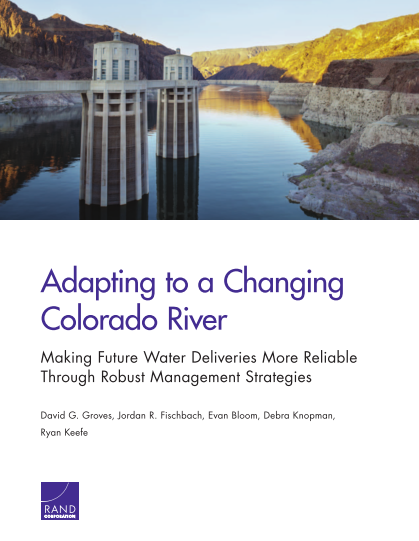 Adapting to a Changing
Colorado River
Making Future Water Deliveries More Reliable
Through Robust Management Strategies
David G. Groves, Jordan R. Fischbach, Evan Bloom, Debra Knopman,
Ryan Keefe
RAND
CORPORATION